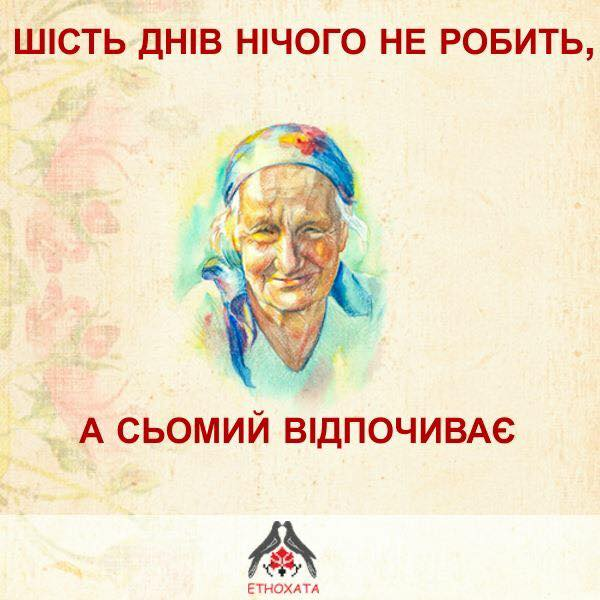 ШІСТЬ ДНІВ НІЧОГО НЕ РОБИТЬ,
А СЬОМИЙ ВІДПОЧИВАЄ
ЕТНОХАТА